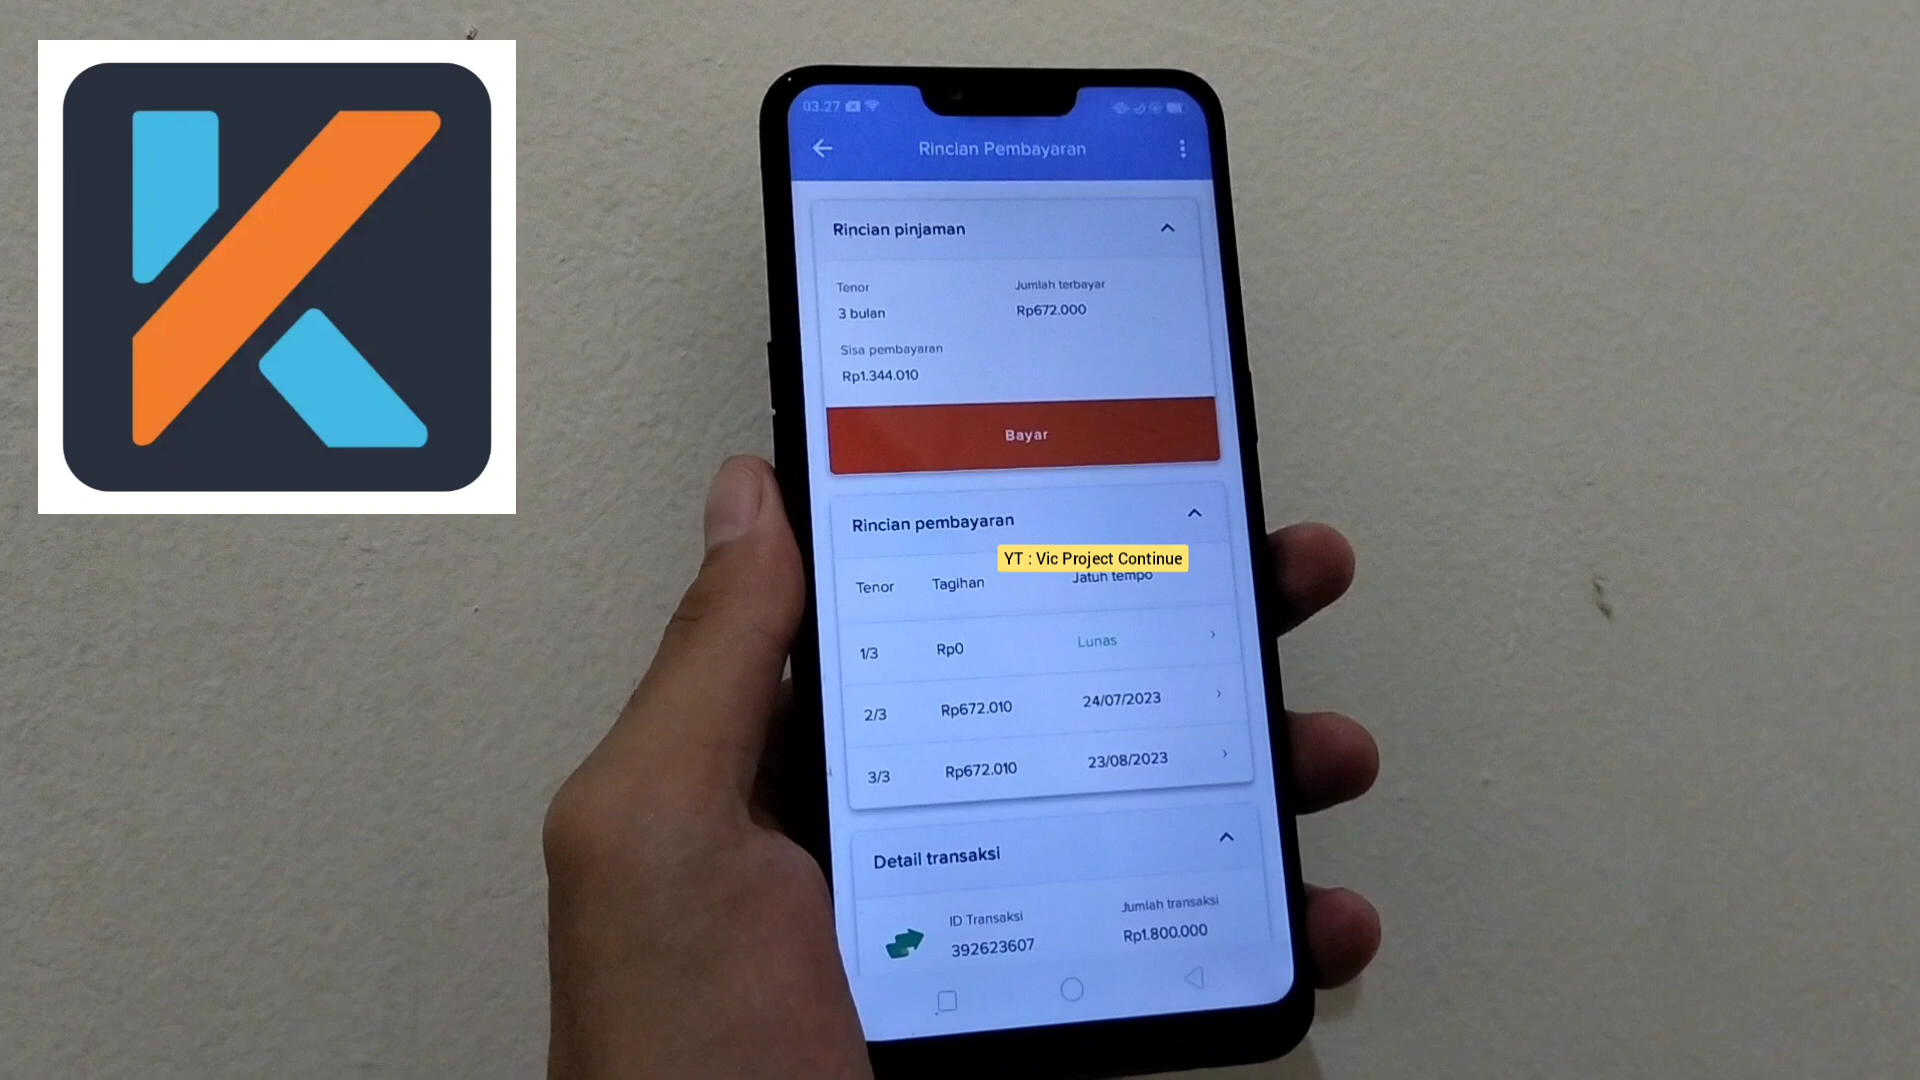 03.27
Rincian Pembayaran
Rincian pinjaman
Tenor
Jumlah terbayar
3 bulan
Rp672.000
Sisa pembayaran
Rp1.344.010
Bayar
Rincian pembayaran
YT : Vic Project Continue
Tenor
Tagihan
Jatuh tempo
1/3
Rp0
Lunas
2/3
Rp672.010
24/07/2023
3/3
Rp672.010
23/08/2023
Detail transaksi
ID Transaksi
Jumlah transaksi
392623607
Rp1.800.000